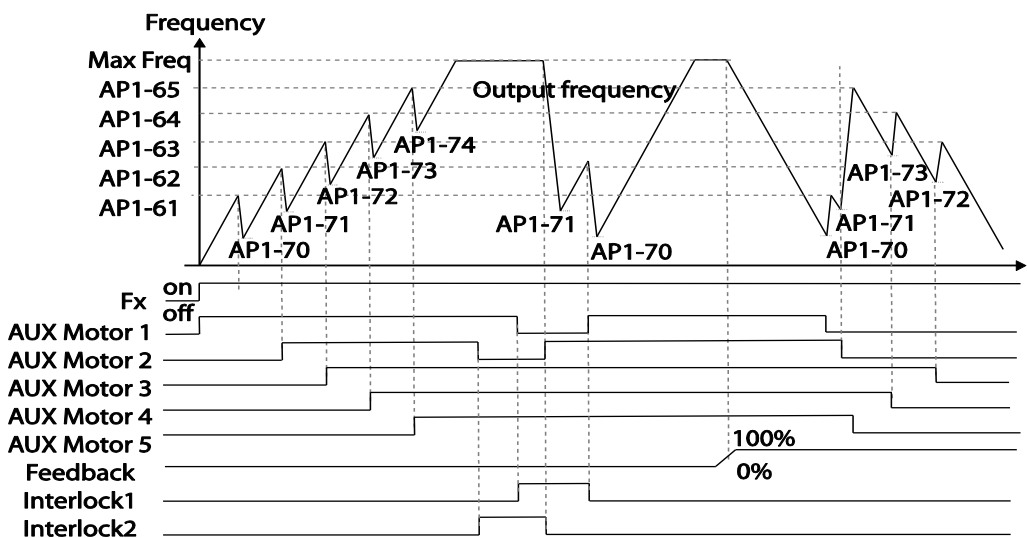 Frequency
Max Freq
AP1-65
AP1-64
AP1-63
AP1-62
AP1-61
Output frequency
AP1-74
AP1-73
AP1-72
AP1-71
AP1-70
AP1-71
AP1-70
AP1-73
AP1-72
AP1-71
AP1-70
on
Fx
off
AUX Motor 1
AUX Motor 2
AUX Motor 3
AUX Motor 4
AUX Motor 5
100%
Feedback
0%
Interlock1
Interlock2